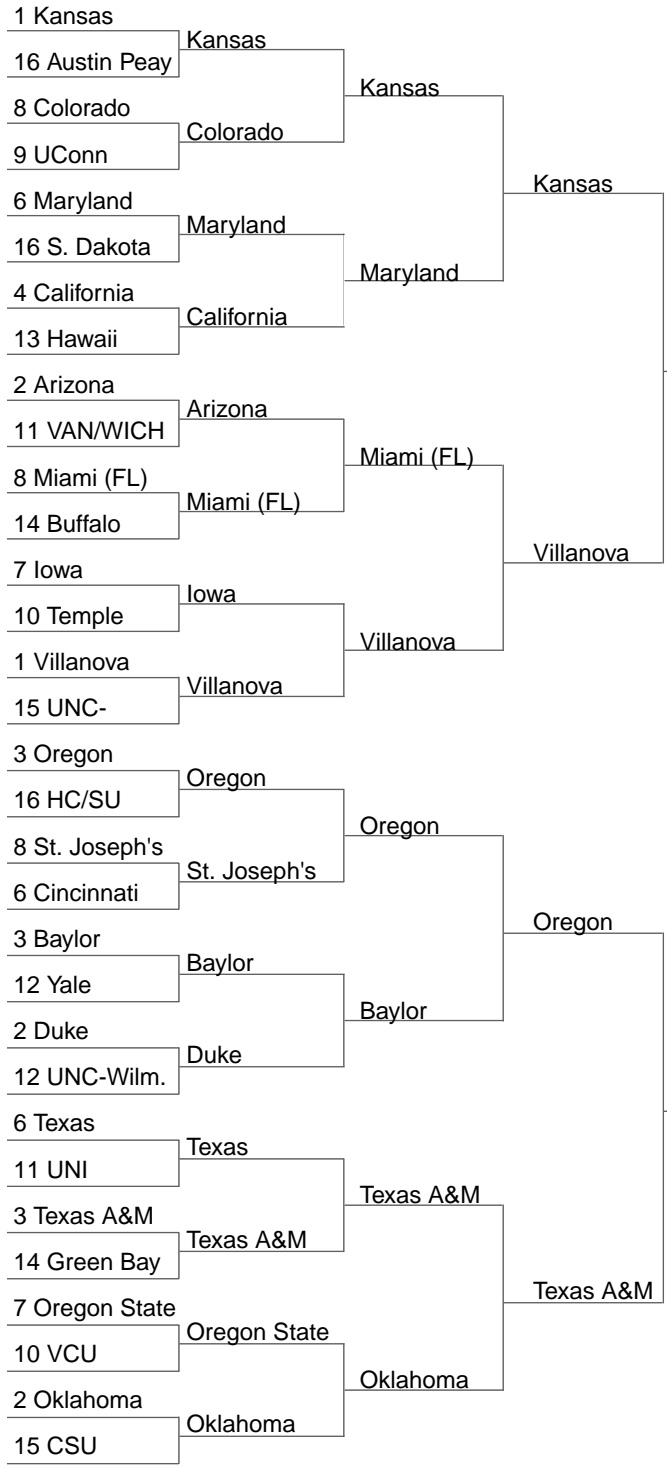 1 Kansas
16 Austin Peay
8 Colorado
9 UConn
6 Maryland
16 S. Dakota
4 California
13 Hawaii
2 Arizona
11 VAN/WICH
8 Miami (FL)
14 Buffalo
7 Iowa
10 Temple
1 Villanova
15 UNC-
3 Oregon
16 HC/SU
8 St. Joseph's
6 Cincinnati
3 Baylor
12 Yale
2 Duke
12 UNC-Wilm.
6 Texas
11 UNI
3 Texas A&M
14 Green Bay
7 Oregon State
10 VCU
2 Oklahoma
15 CSU
Kansas
Colorado
Maryland
California
Arizona
Miami (FL)
Iowa
Villanova
Oregon
St. Joseph's
Baylor
Duke
Texas
Texas A&M
Oregon State
Oklahoma
Kansas
Maryland
Miami (FL)
Villanova
Oregon
Baylor
Texas A&M
Oklahoma
Kansas
Villanova
Oregon
Texas A&M